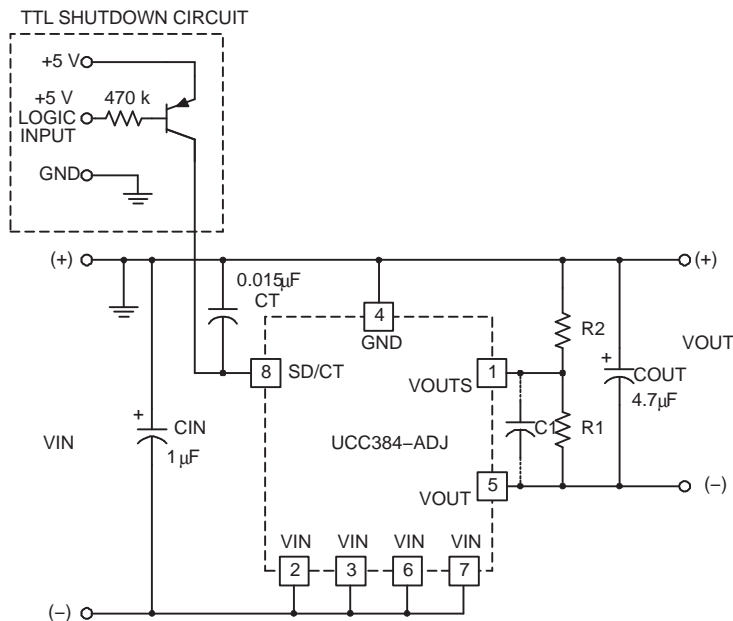 TTL SHUTDOWN CIRCUIT
+5 V
+5 V
470 k
LOGIC
INPUT
GND
(+)
(+)
0.015µF
CT
4
GND
R2
VOUT
8
SD/CT
1
VOUTS
+
COUT
4.7µF
+
CIN
1 µF
VIN
C1
R1
UCC384–ADJ
5
VOUT
(–)
VIN
VIN
VIN
VIN
2
3
6
7
(–)